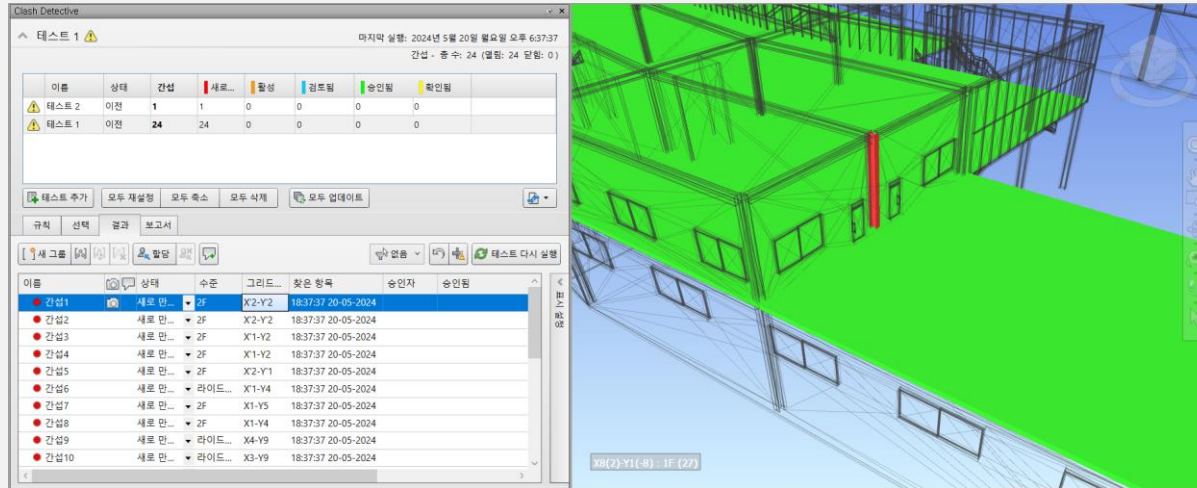 Clash Detective
테스트 1
마지막 실행: 2024년 5월 20일 월요일 오후 6:37:37
간섭 - 총 수: 24 (열림: 24 닫힘: 0)
이름 상태 간섭 새로... 활성 검토됨 승인됨 확인됨
테스트 2 이전 1 1 0 0 0 0
테스트 1 이전 24 24 0 0 0 0
테스트 추가 모두 재설정 모두 축소 모두 삭제 모두 업데이트
규칙 선택 결과 보고서
새 그룹 할당 없음 테스트 다시 실행
이름 상태 수준 그리드... 찾은 항목 승인자 승인됨
간섭1 새로 만... 2F X'2-Y'2 18:37:37 20-05-2024
간섭2 새로 만... 2F X'2-Y'2 18:37:37 20-05-2024
간섭3 새로 만... 2F X'1-Y2 18:37:37 20-05-2024
간섭4 새로 만... 2F X'1-Y2 18:37:37 20-05-2024
간섭5 새로 만... 2F X'2-Y'1 18:37:37 20-05-2024
간섭6 새로 만... 라이드... X'1-Y4 18:37:37 20-05-2024
간섭7 새로 만... 2F X1-Y5 18:37:37 20-05-2024
간섭8 새로 만... 2F X1-Y4 18:37:37 20-05-2024
간섭9 새로 만... 라이드... X4-Y9 18:37:37 20-05-2024
간섭10 새로 만... 라이드... X3-Y9 18:37:37 20-05-2024
표시 설정
X8(2)-Y1(-8) : 1F (27)